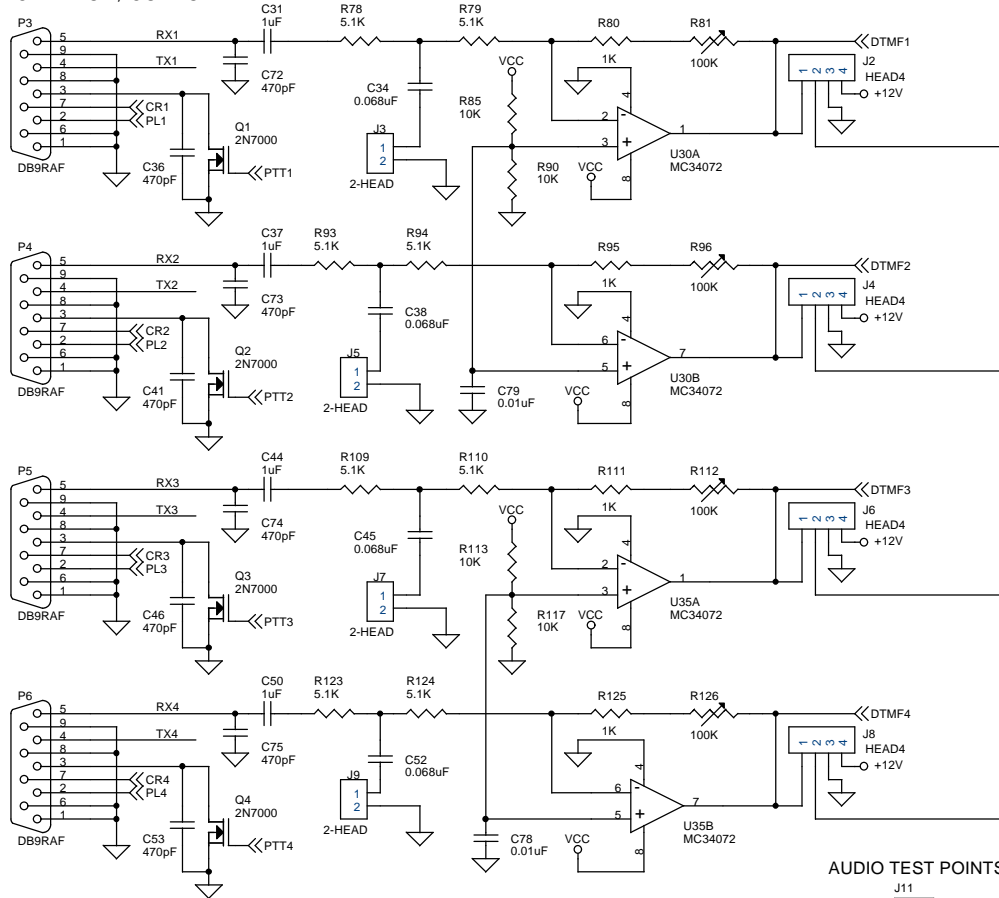 P3
5
9
4
8
3
7
2
6
1
DB9RAF
RX1
TX1
CR1
PL1
C31
1uF
C72
470pF
C36
470pF
Q1
2N7000
PTT1
R78
5.1K
C34
0.068uF
J3
1
2
2-HEAD
R79
5.1K
VCC
R85
10K
R90
10K
R80
1K
R81
100K
2
3
4
8
1
-
+
VCC
U30A
MC34072
DTMF1
J2
HEAD4
1 2 3 4
+12V
P4
5
9
4
8
3
7
2
6
1
DB9RAF
RX2
TX2
CR2
PL2
C37
1uF
C73
470pF
C41
470pF
Q2
2N7000
PTT2
R93
5.1K
C38
0.068uF
J5
1
2
2-HEAD
R94
5.1K
C79
0.01uF
R95
1K
R96
100K
6
5
4
8
7
-
+
VCC
U30B
MC34072
DTMF2
J4
HEAD4
1 2 3 4
+12V
P5
5
9
4
8
3
7
2
6
1
DB9RAF
RX3
TX3
CR3
PL3
C44
1uF
C74
470pF
C46
470pF
Q3
2N7000
PTT3
R109
5.1K
C45
0.068uF
J7
1
2
2-HEAD
R110
5.1K
VCC
R113
10K
R117
10K
R111
1K
R112
100K
2
3
4
8
1
-
+
VCC
U35A
MC34072
DTMF3
J6
HEAD4
1 2 3 4
+12V
P6
5
9
4
8
3
7
2
6
1
DB9RAF
RX4
TX4
CR4
PL4
C50
1uF
C75
470pF
C53
470pF
Q4
2N7000
PTT4
R123
5.1K
C52
0.068uF
J9
1
2
2-HEAD
R124
5.1K
C78
0.01uF
R125
1K
R126
100K
6
5
4
8
7
-
+
VCC
U35B
MC34072
DTMF4
J8
HEAD4
1 2 3 4
+12V
AUDIO TEST POINTS
J11